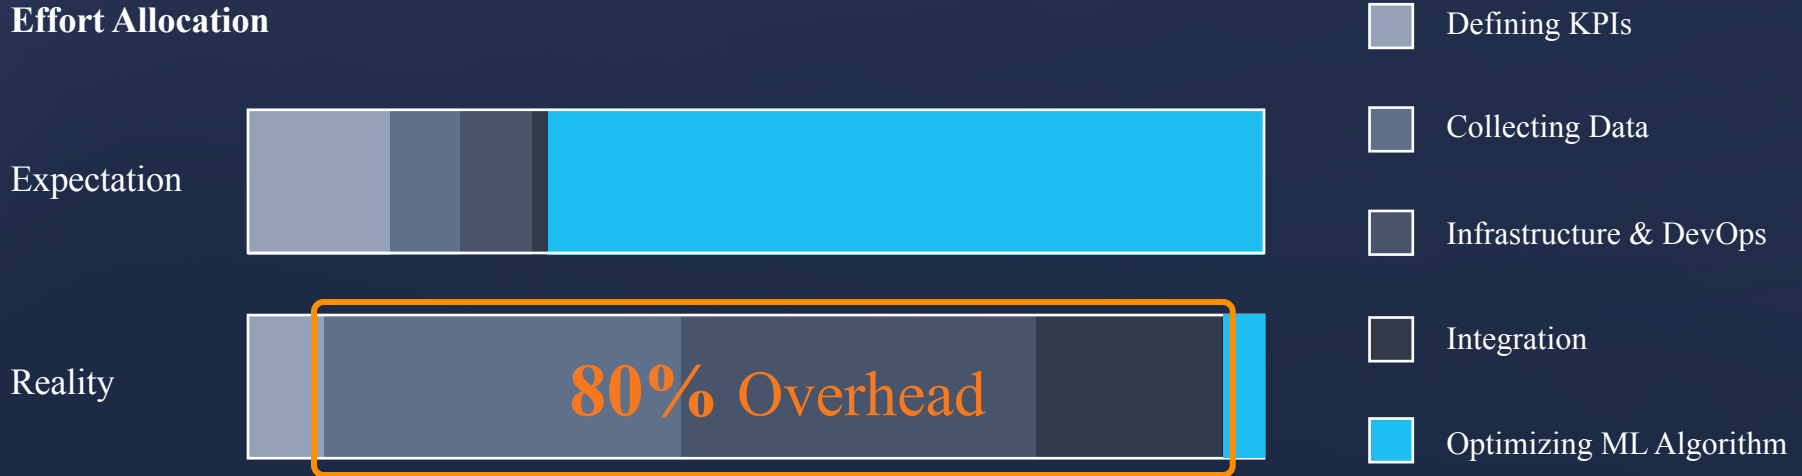 Effort Allocation
Defining KPIs
Collecting Data
Expectation
Infrastructure & DevOps
Integration
Reality
80% Overhead
Optimizing ML Algorithm